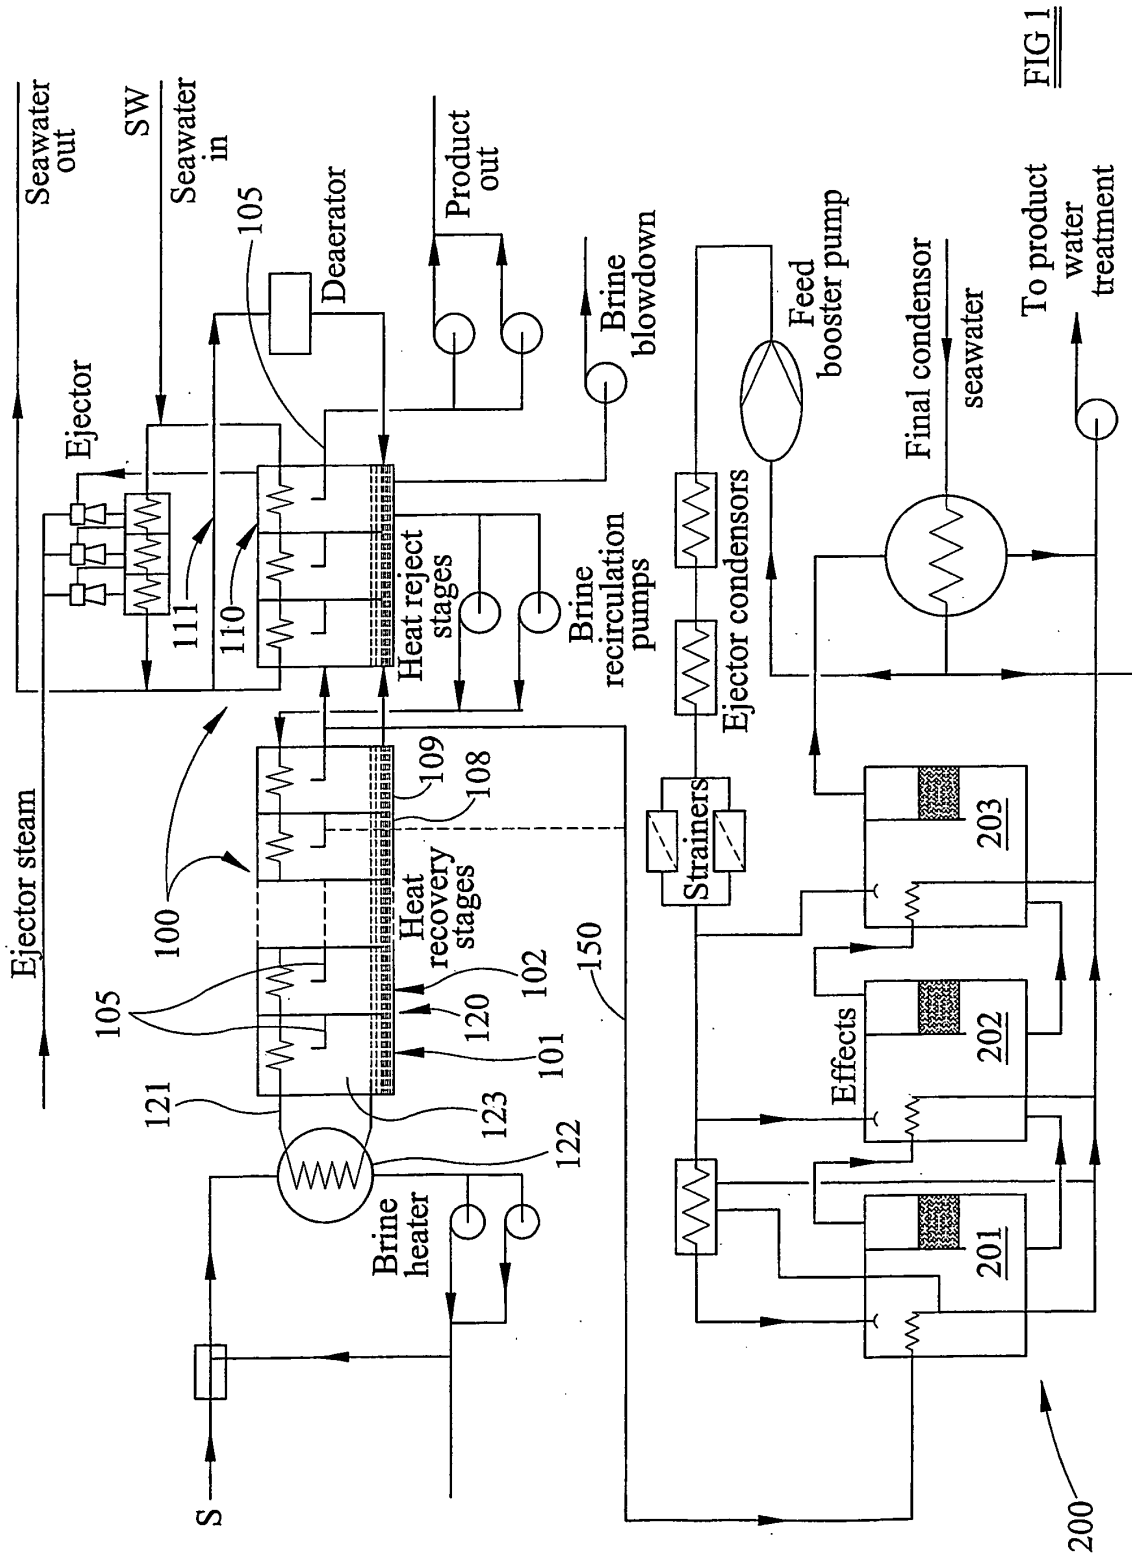 Seawater
out
SW
Seawater
in
Ejector steam
Ejector
111
110
100
105
Deaerator
105
Product
out
Brine
blowdown
Heat reject
stages
Brine
recirculation
pumps
121
123
122
Brine
heater
101
120
102
Heat
recovery
stages
108
109
S
150
Strainers
Ejector condensors
Feed
booster pump
Final condensor
seawater
To product
water
treatment
Effects
201
202
203
200
FIG 1